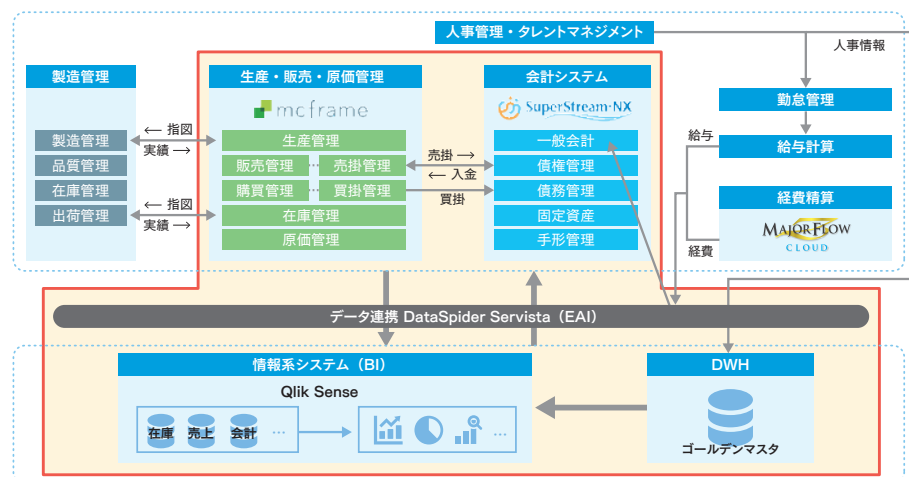 人事管理・タレントマネジメント
人事情報
製造管理
製造管理
品質管理
在庫管理
出荷管理
← 指図
実績 →
← 指図
実績 →
生産・販売・原価管理
mcframe
生産管理
販売管理 … 売掛管理
購買管理 … 買掛管理
在庫管理
原価管理
売掛 →
← 入金
買掛
会計システム
SuperStream-NX
一般会計
債権管理
債務管理
固定資産
手形管理
勤怠管理
給与
給与計算
経費精算
MAJORFLOW
CLOUD
経費
データ連携 DataSpider Servista（EAI）
情報系システム（BI）
Qlik Sense
在庫 売上 会計 …
…
DWH
ゴールデンマスタ